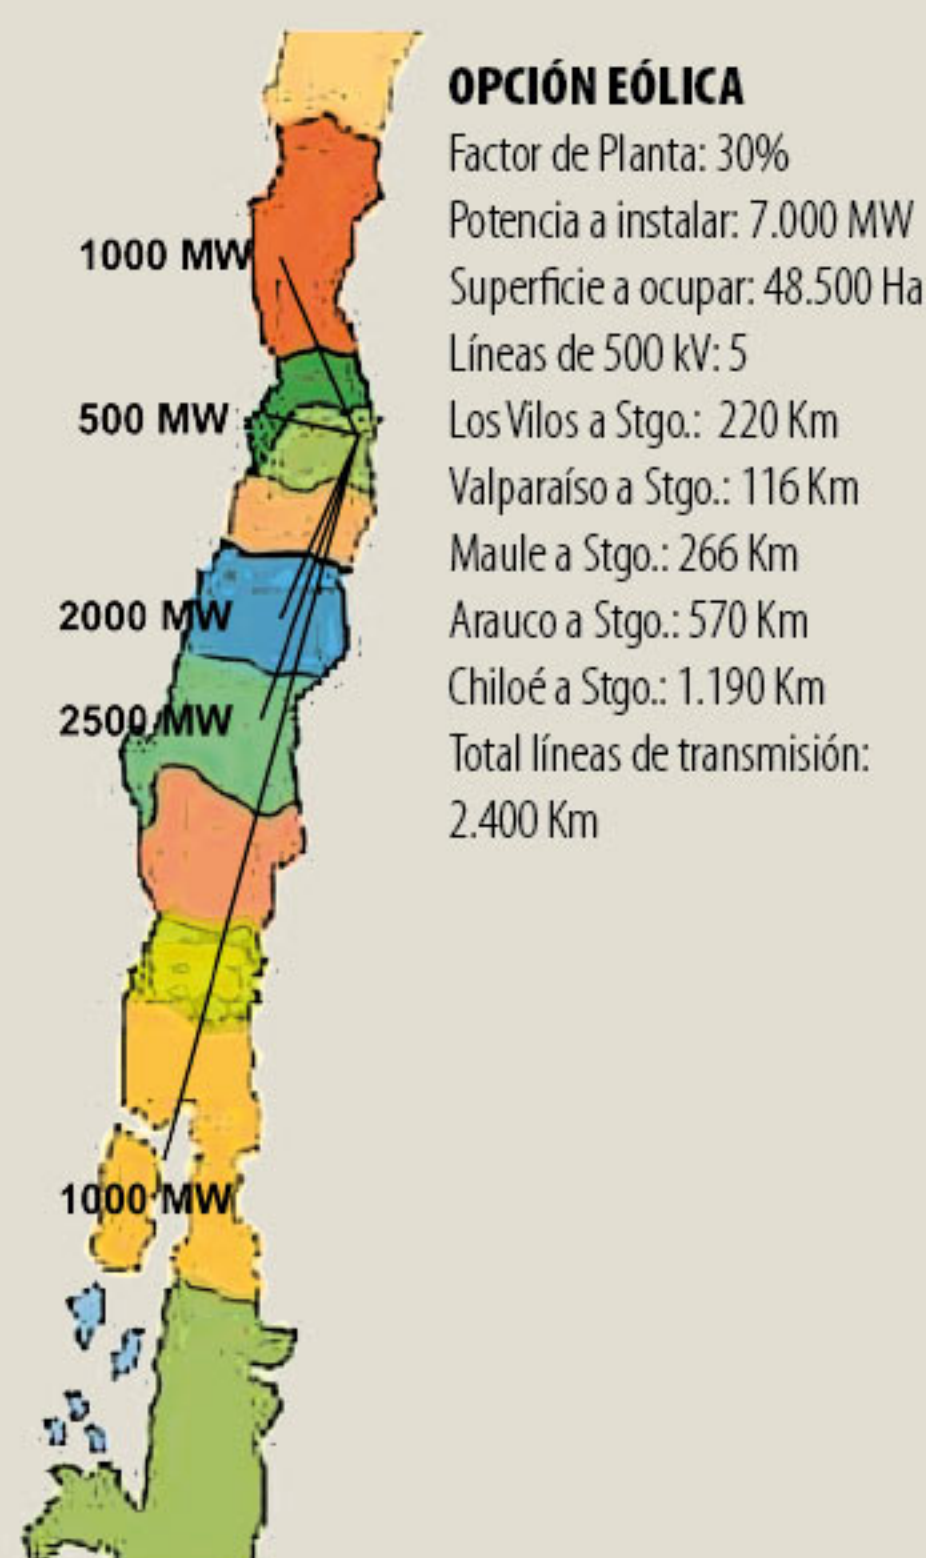 OPCIÓN EÓLICA
Factor de Planta: 30%
Potencia a instalar: 7.000 MW
Superficie a ocupar: 48.500 Ha
Líneas de 500 kV: 5
Los Vilos a Stgo.: 220 Km
Valparaíso a Stgo.: 116 Km
Maule a Stgo.: 266 Km
Arauco a Stgo.: 570 Km
Chiloé a Stgo.: 1.190 Km
Total líneas de transmisión:
2.400 Km
1000 MW
500 MW
2000 MW
2500 MW
1000 MW